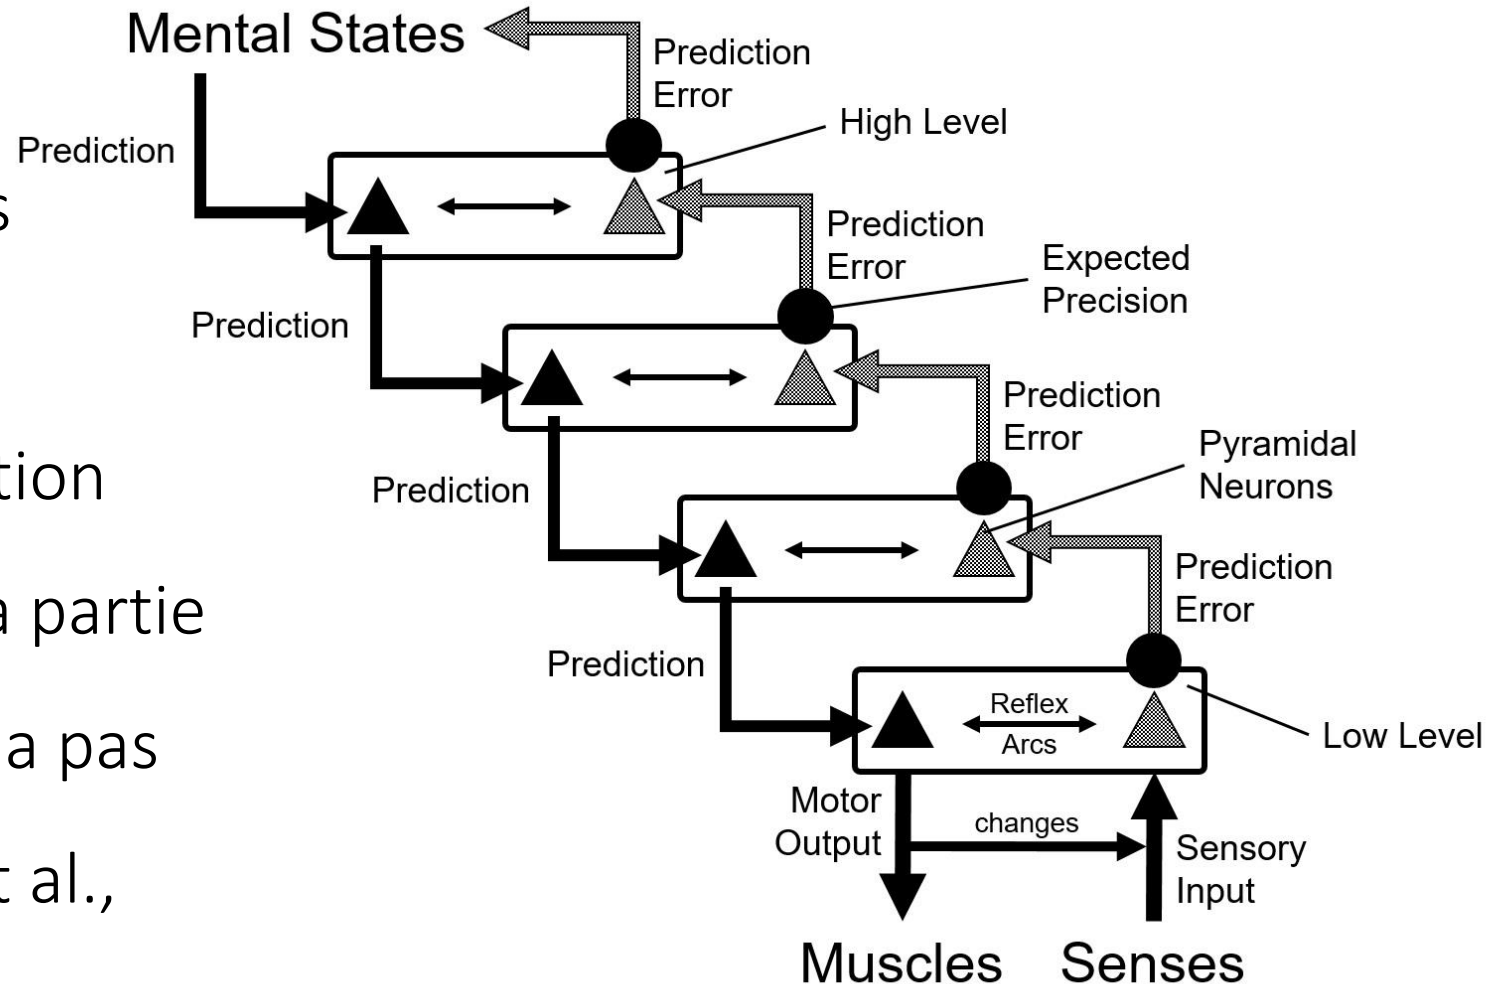 Mental States
Prediction
Error
High Level
Prediction
s
Prediction
Error
Expected
Precision
Prediction
Prediction
Error
Pyramidal
Neurons
tion
Prediction
Prediction
Error
a partie
Prediction
Reflex
Arcs
Low Level
a pas
Motor
Output
changes
Sensory
Input
t al.,
Muscles Senses